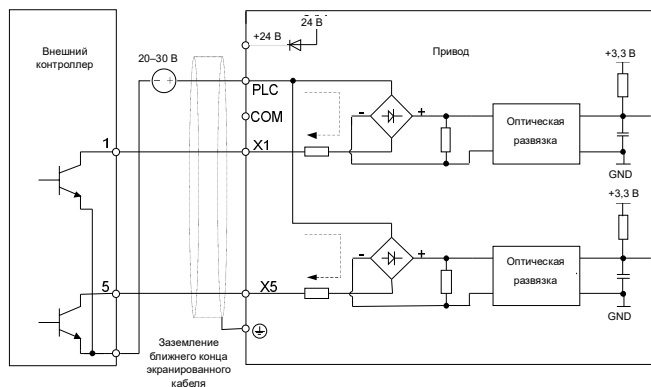 Внешний
контроллер
20–30 В
- +
+24 В
24 В
Привод
PLC
COM
- +
Оптическая
развязка
+3,3 В
GND
1
X1
+3,3 В
- +
Оптическая
развязка
GND
5
X5
Заземление
ближнего конца
экранированного
кабеля